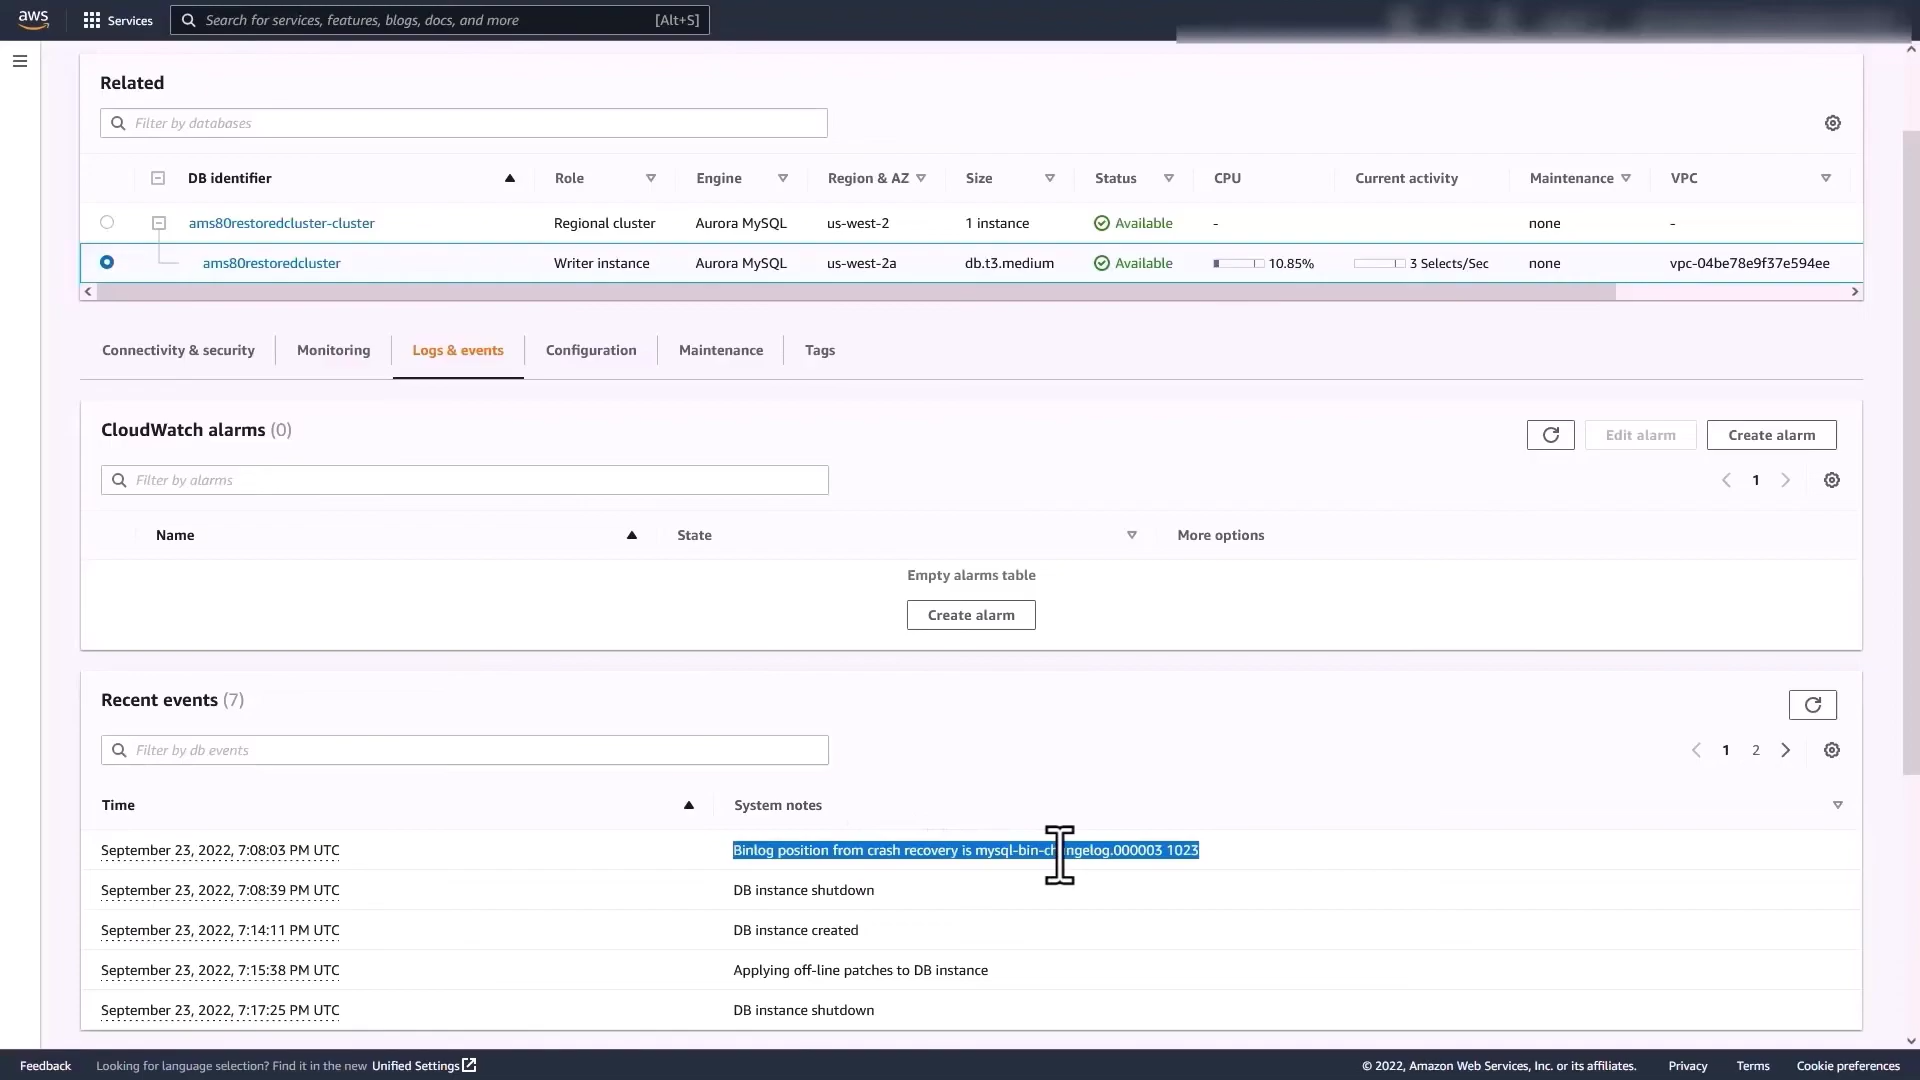 aws Services Search for services, features, blogs, docs, and more [Alt+S]
Related
Filter by databases
DB identifier Role Engine Region & AZ Size Status CPU Current activity Maintenance VPC
ams80restoredcluster-cluster Regional cluster Aurora MySQL us-west-2 1 instance Available - none -
ams80restoredcluster Writer instance Aurora MySQL us-west-2a db.t3.medium Available 10.85% 3 Selects/Sec none vpc-04be78e9f37e594ee
Connectivity & security Monitoring Logs & events Configuration Maintenance Tags
CloudWatch alarms (0) Edit alarm Create alarm
Filter by alarms 1
Name State More options
Empty alarms table
Create alarm
Recent events (7)
Filter by db events 1 2
Time System notes
September 23, 2022, 7:08:03 PM UTC Binlog position from crash recovery is mysql-bin-changelog.000003 1023
September 23, 2022, 7:08:39 PM UTC DB instance shutdown
September 23, 2022, 7:14:11 PM UTC DB instance created
September 23, 2022, 7:15:38 PM UTC Applying off-line patches to DB instance
September 23, 2022, 7:17:25 PM UTC DB instance shutdown
Feedback Looking for language selection? Find it in the new Unified Settings © 2022, Amazon Web Services, Inc. or its affiliates. Privacy Terms Cookie preferences